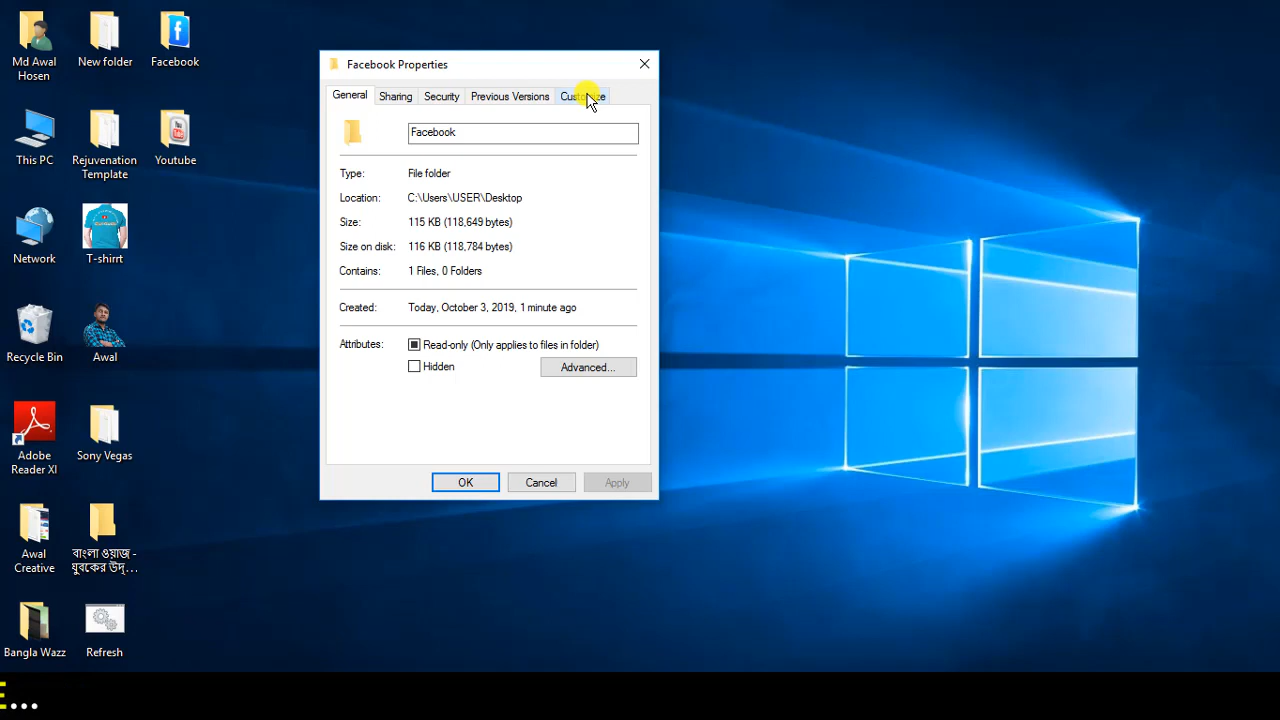 Md Awal
Hosen
New folder
Facebook
This PC
Rejuvenation
Template
Youtube
Network
T-shirrt
Recycle Bin
Awal
Adobe
Reader XI
Sony Vegas
Awal
Creative
বাংলা ওয়াজ -
যুবকের উদ্...
Bangla Wazz
Refresh
Facebook Properties
General
Sharing
Security
Previous Versions
Customize
Facebook
Type: File folder
Location: C:\Users\USER\Desktop
Size: 115 KB (118,649 bytes)
Size on disk: 116 KB (118,784 bytes)
Contains: 1 Files, 0 Folders
Created: Today, October 3, 2019, 1 minute ago
Attributes: Read-only (Only applies to files in folder)
Hidden
Advanced...
OK
Cancel
Apply
E...